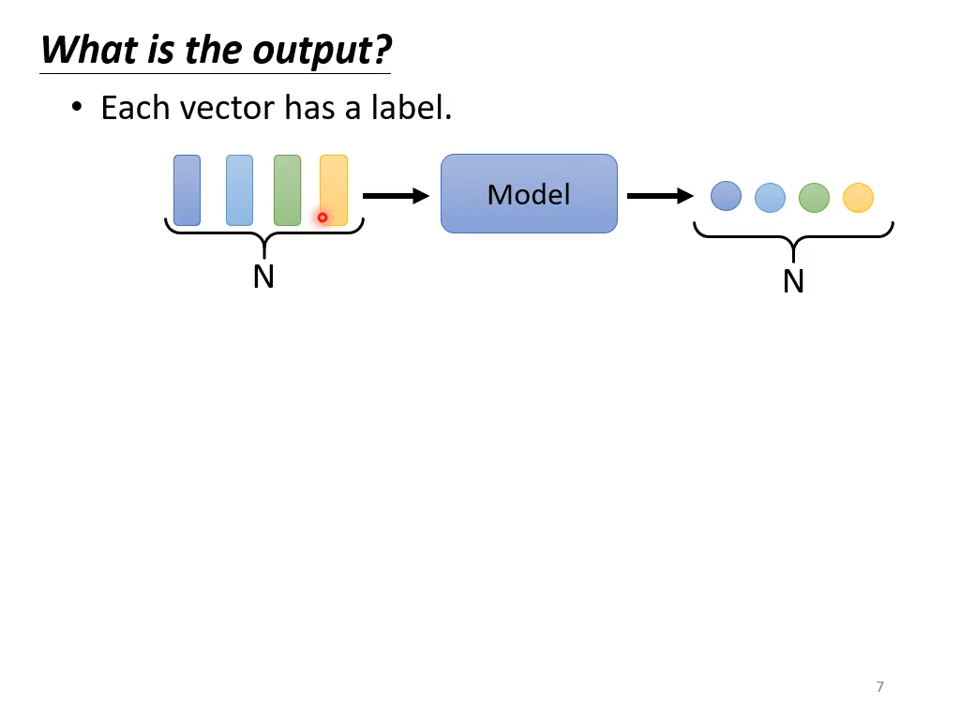 What is the output?
• Each vector has a label.
Model
N
N
7